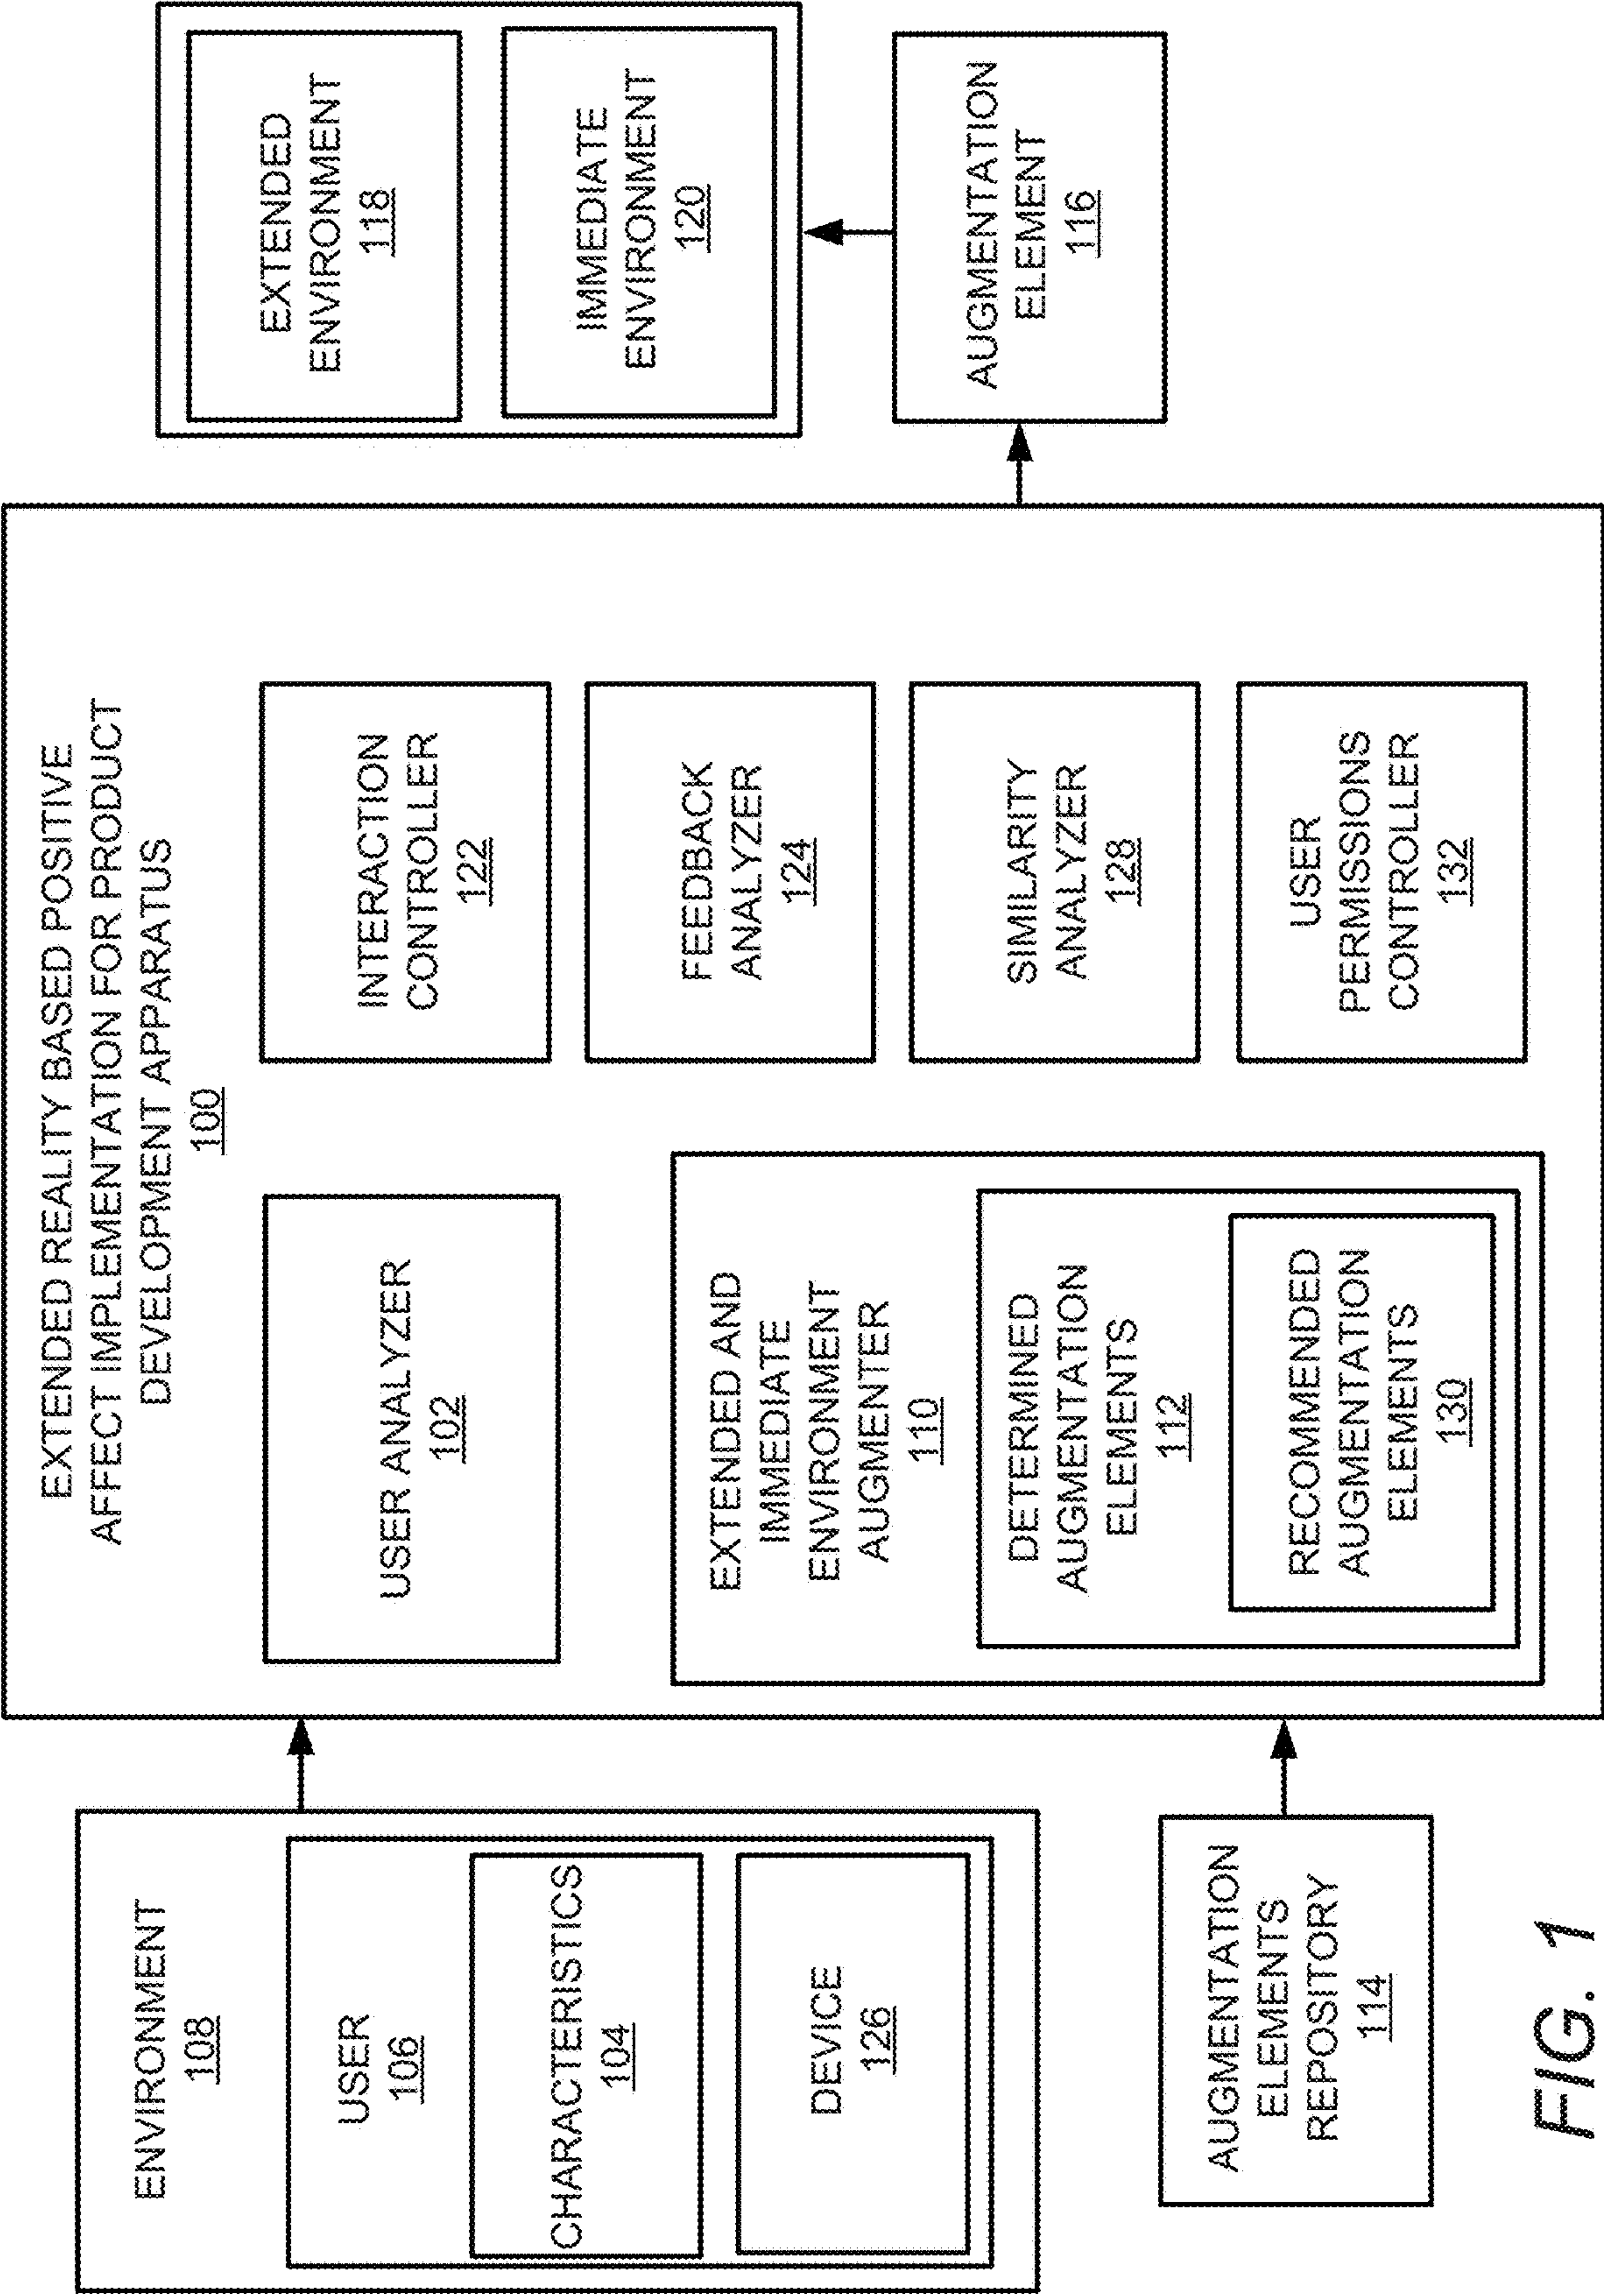 EXTENDED REALITY BASED POSITIVE
AFFECT IMPLEMENTATION FOR PRODUCT
DEVELOPMENT APPARATUS
100
ENVIRONMENT
108
USER
106
CHARACTERISTICS
104
DEVICE
126
AUGMENTATION
ELEMENTS
REPOSITORY
114
USER ANALYZER
102
EXTENDED AND
IMMEDIATE
ENVIRONMENT
AUGMENTER
110
DETERMINED
AUGMENTATION
ELEMENTS
112
RECOMMENDED
AUGMENTATION
ELEMENTS
130
INTERACTION
CONTROLLER
122
FEEDBACK
ANALYZER
124
SIMILARITY
ANALYZER
128
USER
PERMISSIONS
CONTROLLER
132
EXTENDED
ENVIRONMENT
118
IMMEDIATE
ENVIRONMENT
120
AUGMENTATION
ELEMENT
116
FIG. 1